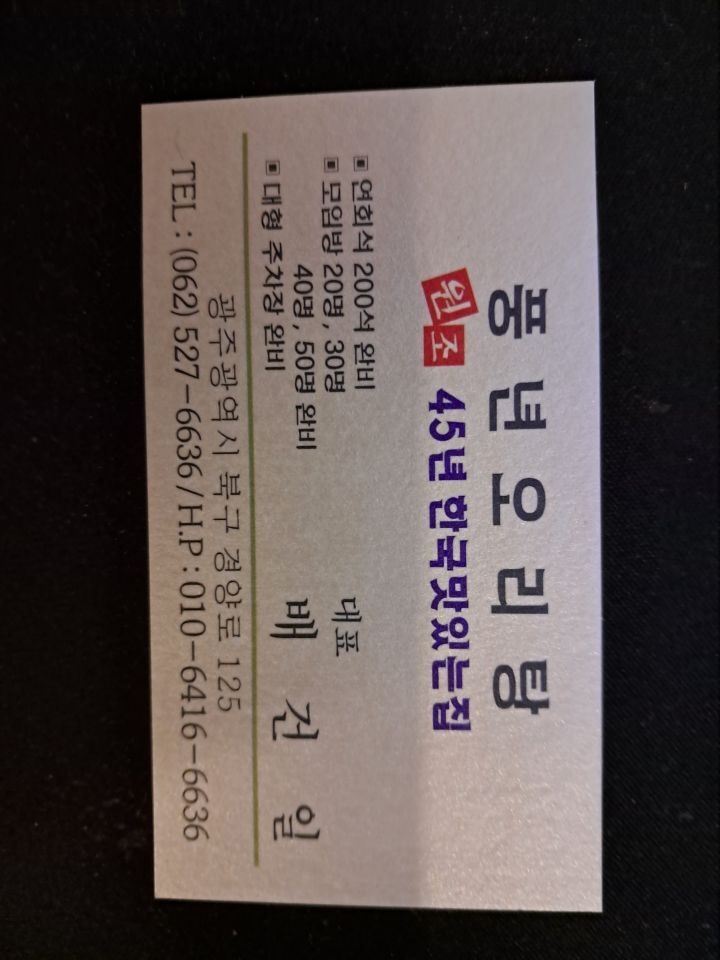 풍년오리탕
원조 45년 한국맛있는집
▣ 연회석 200석 완비
▣ 모임방 20명, 30명
40명, 50명 완비
▣ 대형 주차장 완비
대표
배 건 일
광주광역시 북구 경양로 125
TEL : (062) 527-6636 / H.P : 010-6416-6636